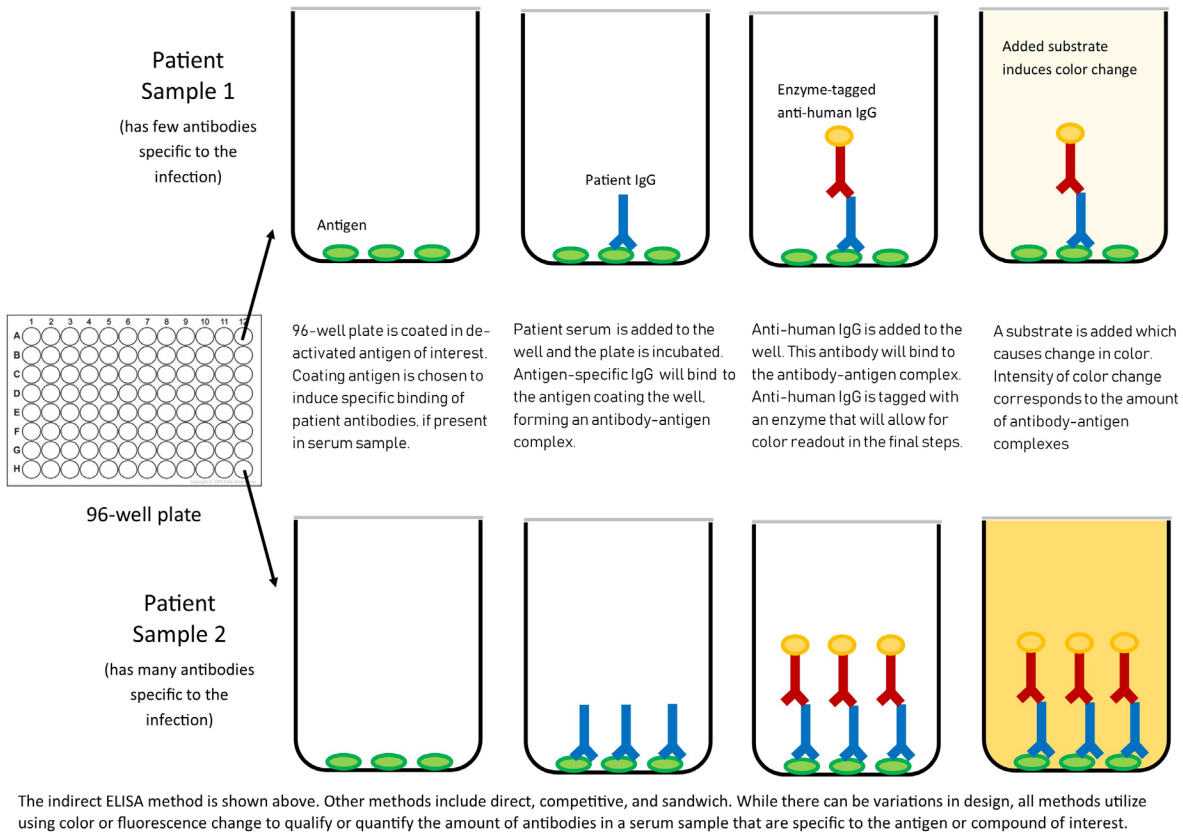 Patient
Sample 1
(has few antibodies
specific to the
infection)
Antigen
Patient IgG
Enzyme-tagged
anti-human IgG
Added substrate
induces color change
1 2 3 4 5 6 7 8 9 10 11 12
A
B
C
D
E
F
G
H
96-well plate
96-well plate is coated in de-
activated antigen of interest.
Coating antigen is chosen to
induce specific binding of
patient antibodies, if present
in serum sample.
Patient serum is added to the
well and the plate is incubated.
Antigen-specific IgG will bind to
the antigen coating the well,
forming an antibody-antigen
complex.
Anti-human IgG is added to the
well. This antibody will bind to
the antibody-antigen complex.
Anti-human IgG is tagged with
an enzyme that will allow for
color readout in the final steps.
A substrate is added which
causes change in color.
Intensity of color change
corresponds to the amount
of antibody-antigen
complexes
Patient
Sample 2
(has many antibodies
specific to the
infection)
The indirect ELISA method is shown above. Other methods include direct, competitive, and sandwich. While there can be variations in design, all methods utilize
using color or fluorescence change to qualify or quantify the amount of antibodies in a serum sample that are specific to the antigen or compound of interest.